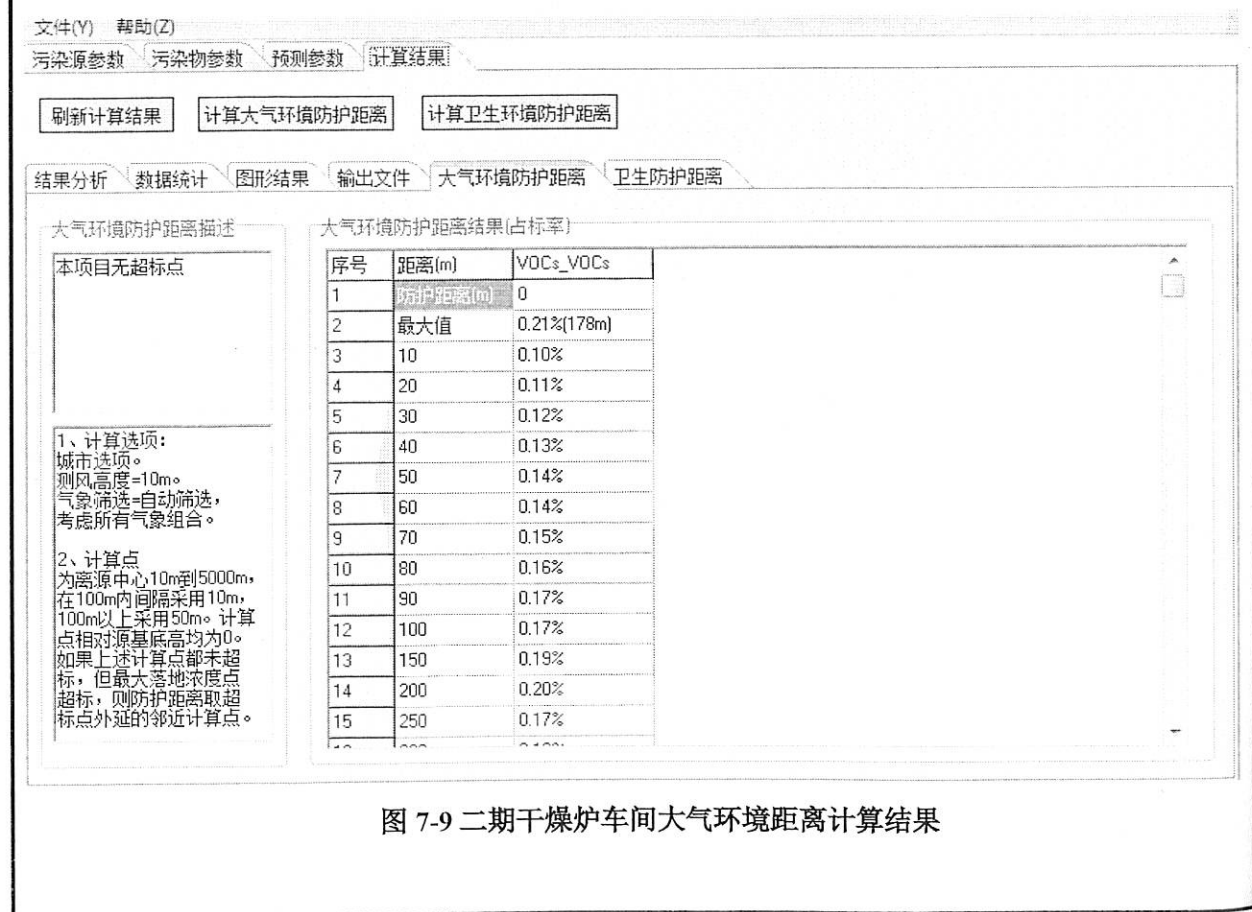 文件(Y) 帮助(Z)
污染源参数 污染物参数 预测参数 计算结果
刷新计算结果 计算大气环境防护距离 计算卫生环境防护距离
结果分析 数据统计 图形结果 输出文件 大气环境防护距离 卫生防护距离
大气环境防护距离描述
本项目无超标点
1、计算选项:
城市选项。
测风高度=10m。
气象筛选=自动筛选,
考虑所有气象组合。
2、计算点
为离源中心10m到5000m,
在100m内间隔采用10m,
100m以上采用50m。计算
点相对源基底高均为0。
如果上述计算点都未超
标,但最大落地浓度点
超标,则防护距离取超
标点外延的邻近计算点。
大气环境防护距离结果(占标率)
序号 距离(m) VOCs_VOCs
1 防护距离(m) 0
2 最大值 0.21%(178m)
3 10 0.10%
4 20 0.11%
5 30 0.12%
6 40 0.13%
7 50 0.14%
8 60 0.14%
9 70 0.15%
10 80 0.16%
11 90 0.17%
12 100 0.17%
13 150 0.19%
14 200 0.20%
15 250 0.17%
图 7-9 二期干燥炉车间大气环境距离计算结果